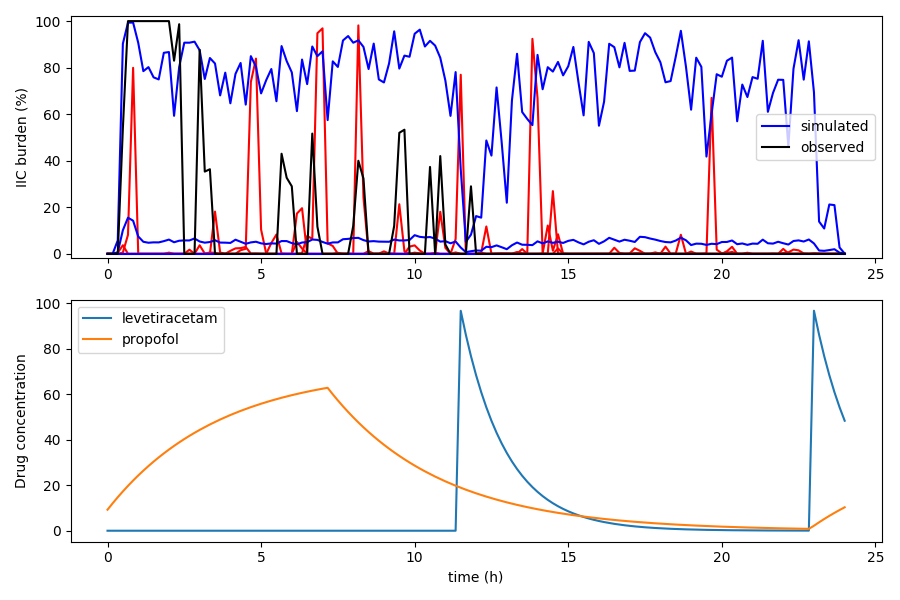 100
80
60
40
20
0
IIC burden (%)
simulated
observed
0 5 10 15 20 25
100
80
60
40
20
0
Drug concentration
levetiracetam
propofol
0 5 10 15 20 25
time (h)